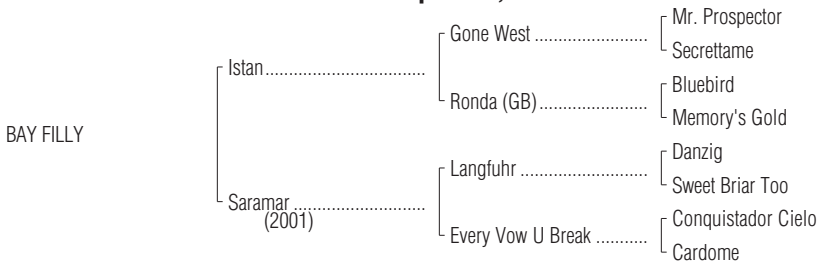 Mr. Prospector
Gone West ..........................
Secrettame
Istan................................
Bluebird
Ronda (GB)......................
Memory's Gold
BAY FILLY
Danzig
Langfuhr ..........................
Sweet Briar Too
Saramar ..........................
(2001)
Conquistador Cielo
Every Vow U Break ...........
Cardome